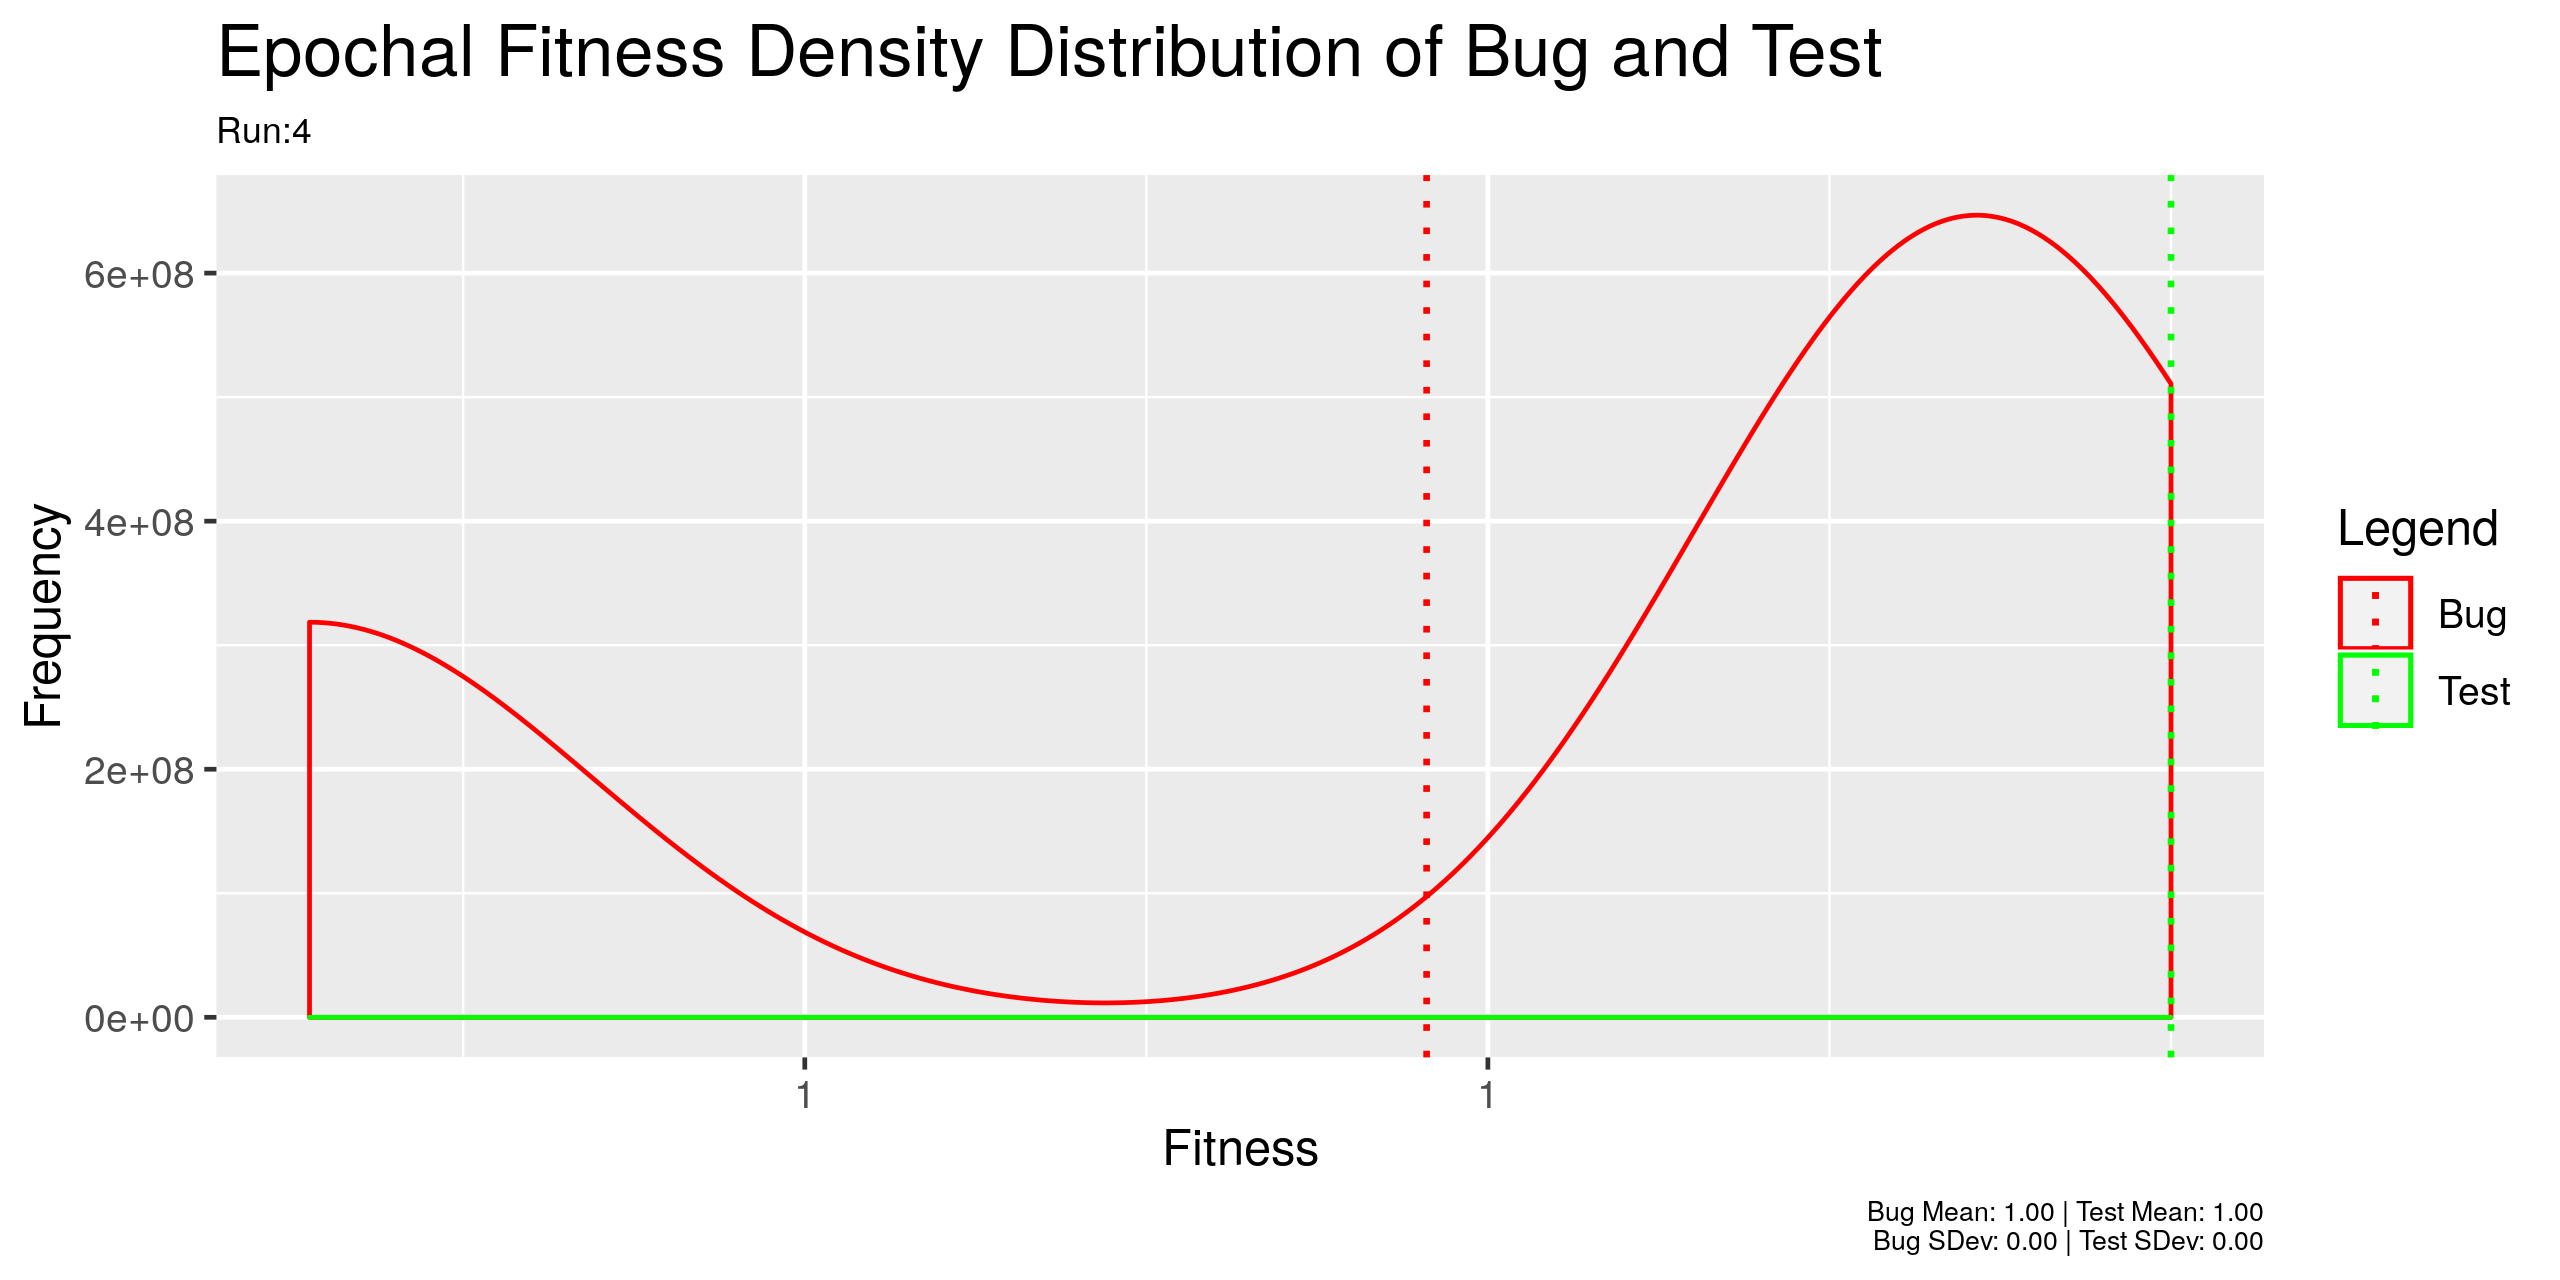 Epochal Fitness Density Distribution of Bug and Test
Run:4
Frequency
6e+08
4e+08
2e+08
0e+00
1
1
Fitness
Legend
Bug
Test
Bug Mean: 1.00 | Test Mean: 1.00
Bug SDev: 0.00 | Test SDev: 0.00